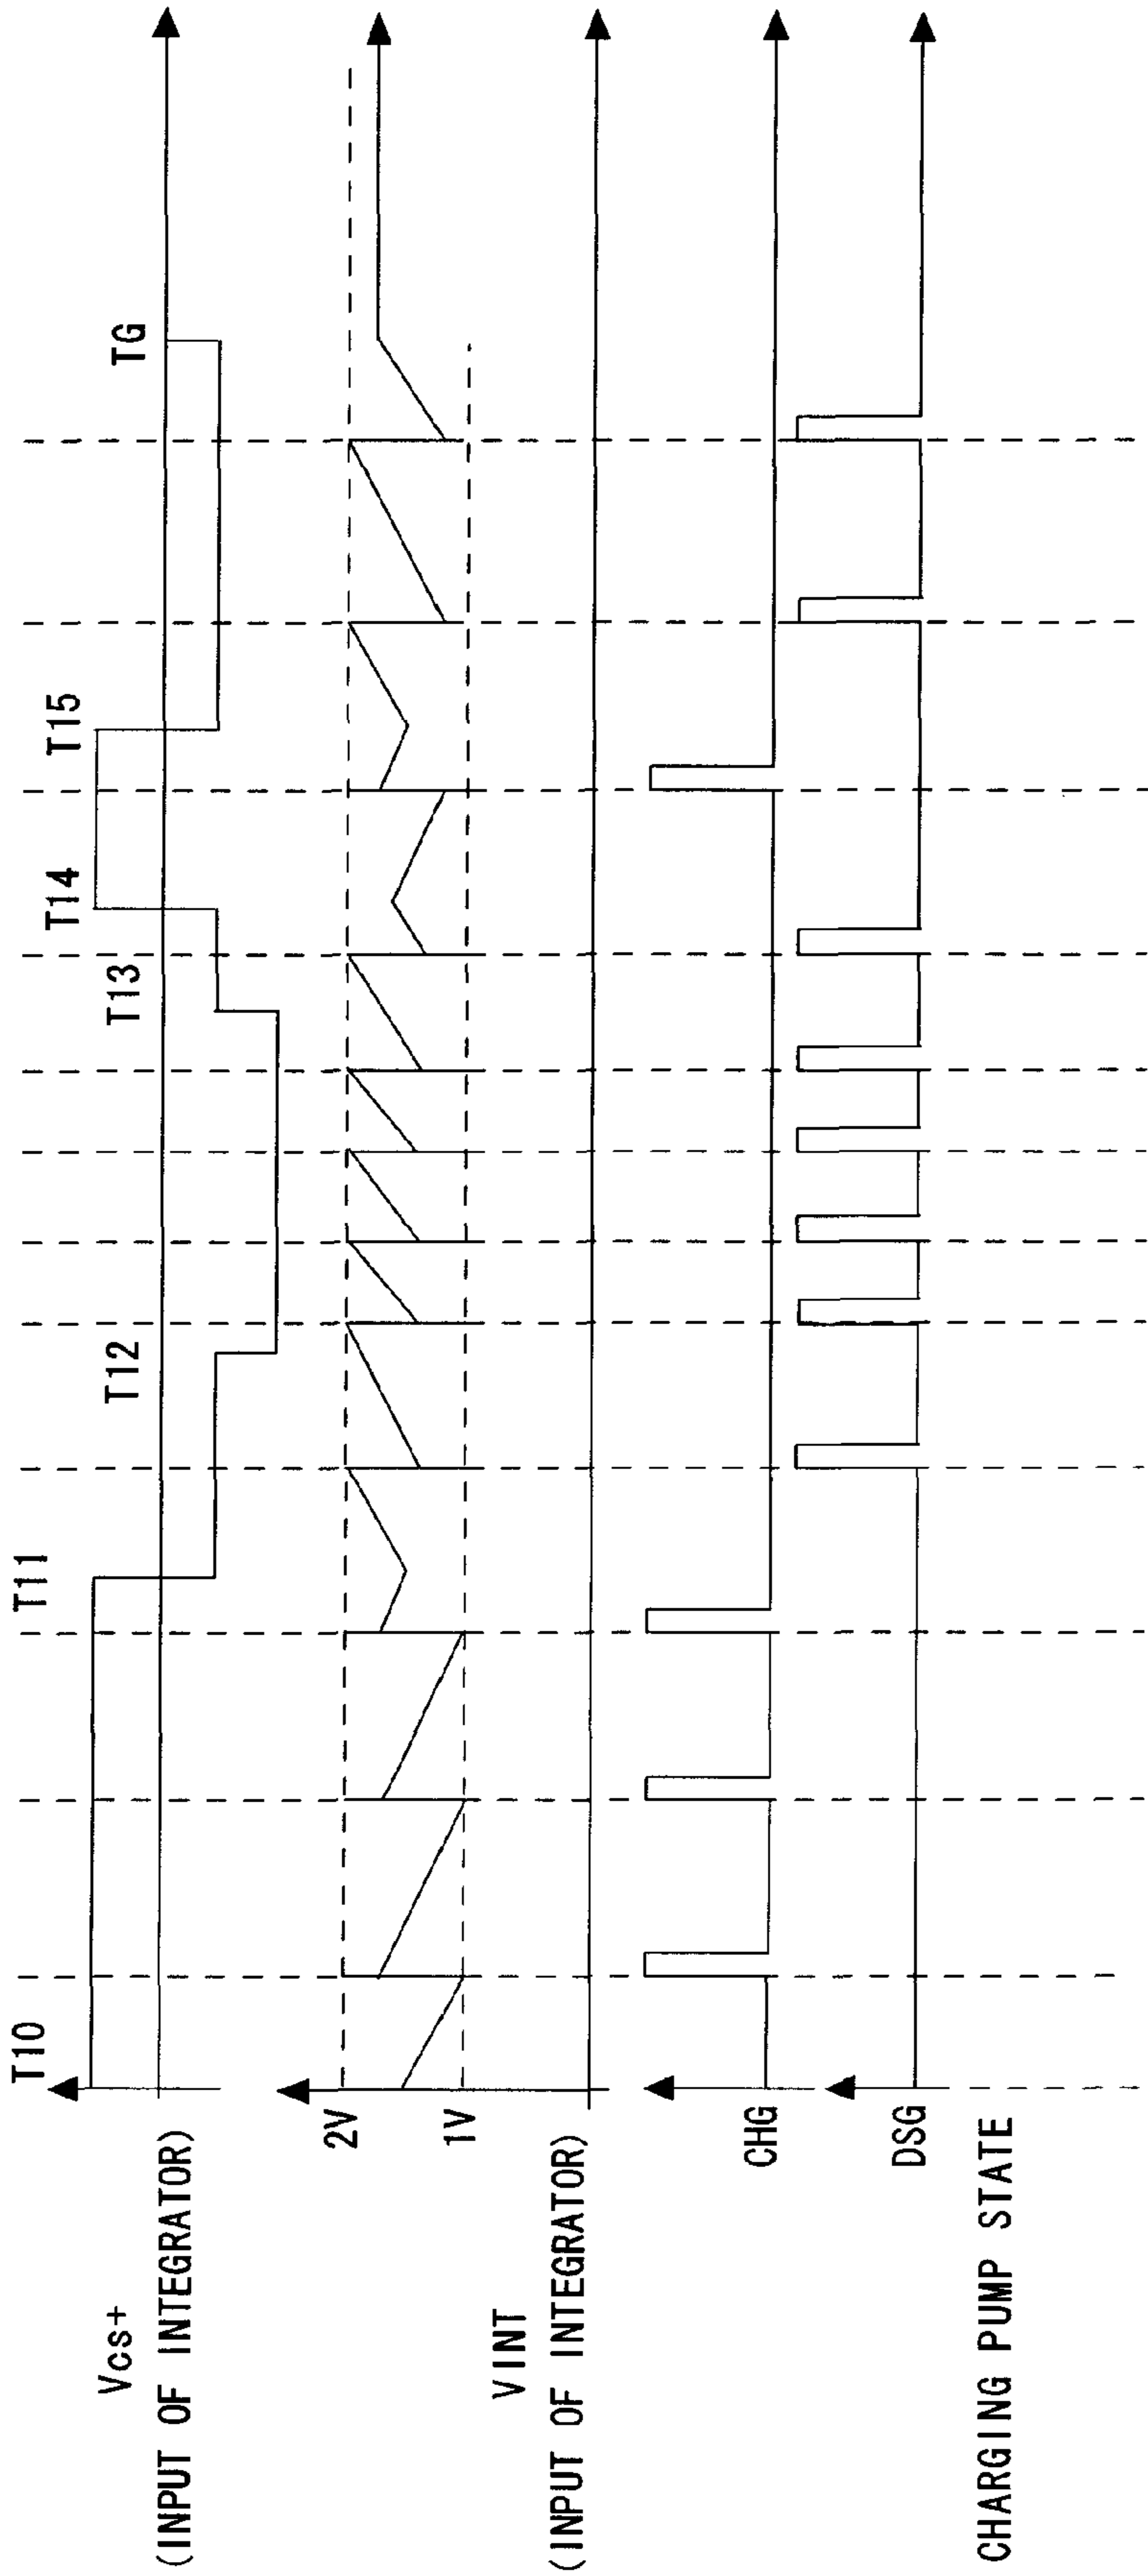 T10
T11
T12
T13
T14
T15
TG
Vcs+
(INPUT OF INTEGRATOR)
2V
1V
VINT
(INPUT OF INTEGRATOR)
CHG
DSG
CHARGING PUMP STATE